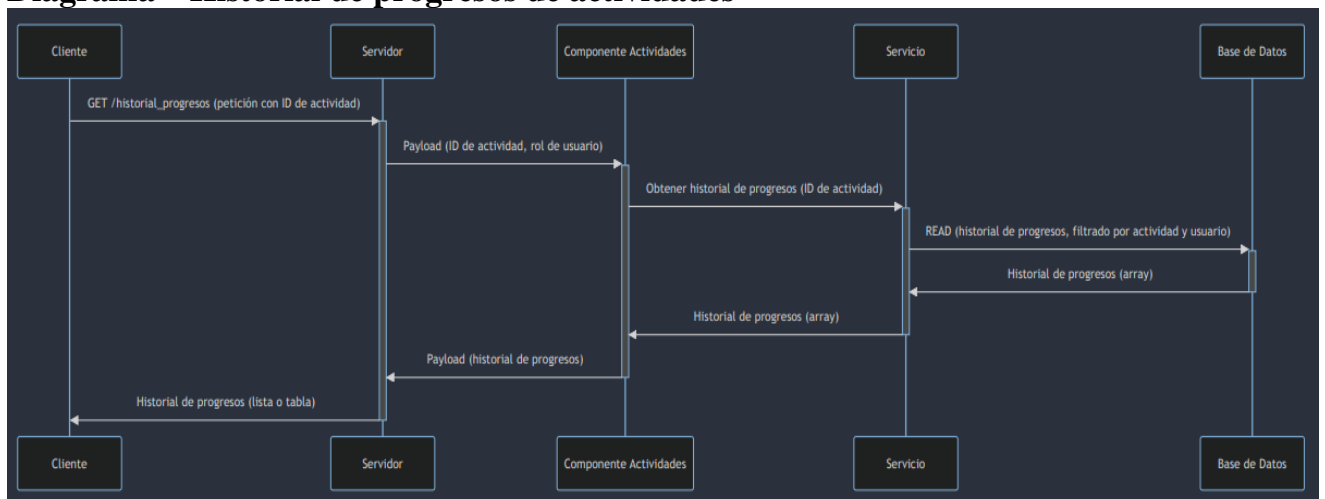 Diagrama – Historial de progresos de actividades
Cliente
Servidor
Componente Actividades
Servicio
Base de Datos
GET /historial_progresos (petición con ID de actividad)
Payload (ID de actividad, rol de usuario)
Obtener historial de progresos (ID de actividad)
READ (historial de progresos, filtrado por actividad y usuario)
Historial de progresos (array)
Historial de progresos (array)
Payload (historial de progresos)
Historial de progresos (lista o tabla)
Cliente
Servidor
Componente Actividades
Servicio
Base de Datos